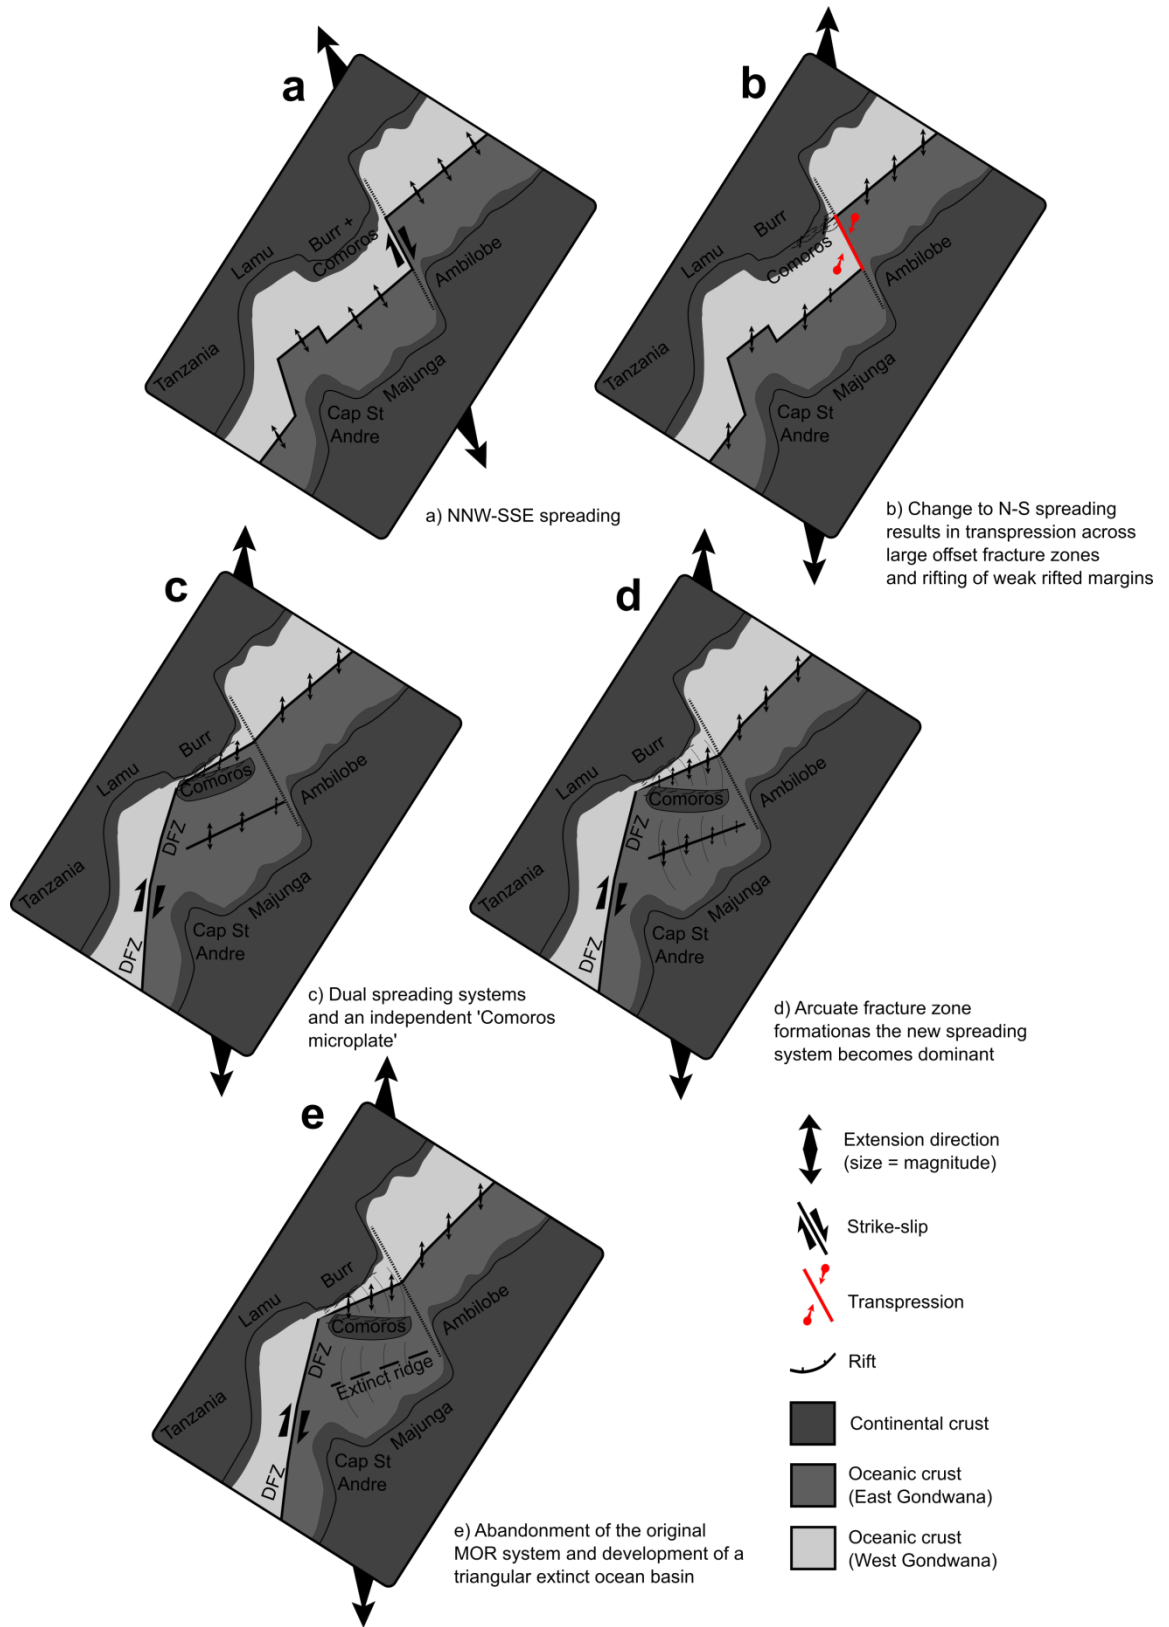 a
Lamu
Burr +
Comoros
Ambilobe
Tanzania
Majunga
Cap St
Andre
a) NNW-SSE spreading
b
Burr
Lamu
Comoros
Ambilobe
Tanzania
Majunga
Cap St
Andre
b) Change to N-S spreading
results in transpression across
large offset fracture zones
and rifting of weak rifted margins
c
Burr
Lamu
Comoros
Ambilobe
DFZ
Tanzania
Majunga
Cap St
Andre
DFZ
c) Dual spreading systems
and an independent 'Comoros
microplate'
d
Burr
Lamu
Comoros
Ambilobe
DFZ
Tanzania
Majunga
Cap St
Andre
DFZ
d) Arcuate fracture zone
formationas the new spreading
system becomes dominant
e
Burr
Lamu
Comoros
Ambilobe
DFZ
Extinct ridge
Tanzania
Majunga
Cap St
Andre
DFZ
e) Abandonment of the original
MOR system and development of a
triangular extinct ocean basin
Extension direction
(size = magnitude)
Strike-slip
Transpression
Rift
Continental crust
Oceanic crust
(East Gondwana)
Oceanic crust
(West Gondwana)